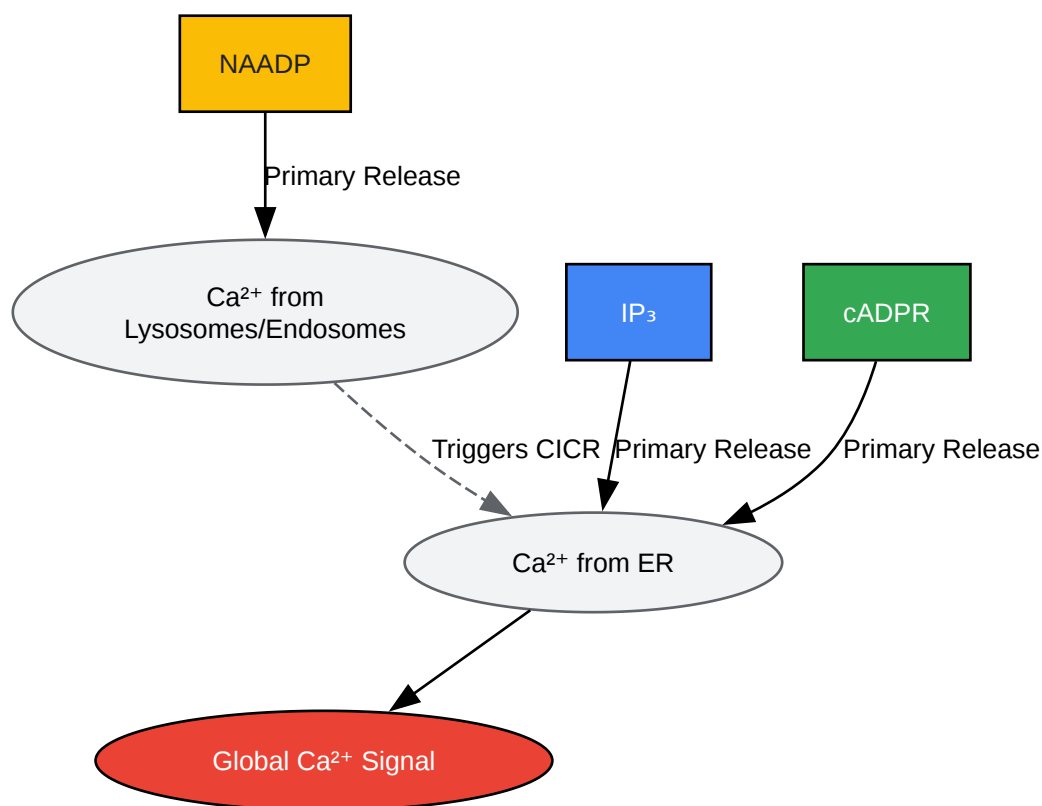 NAADP
Primary Release
Ca²⁺ from
Lysosomes/Endosomes
IP₃
cADPR
Triggers CICR
Primary Release
Primary Release
Ca²⁺ from ER
Global Ca²⁺ Signal